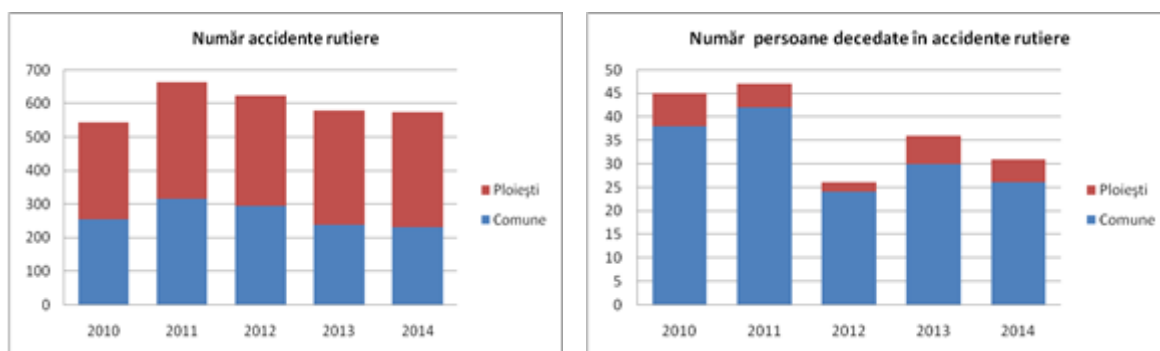 Număr accidente rutiere
700
600
500
400
300
200
100
0
2010 2011 2012 2013 2014
Ploiești
Comune
Număr persoane decedate în accidente rutiere
50
45
40
35
30
25
20
15
10
5
0
2010 2011 2012 2013 2014
Ploiești
Comune